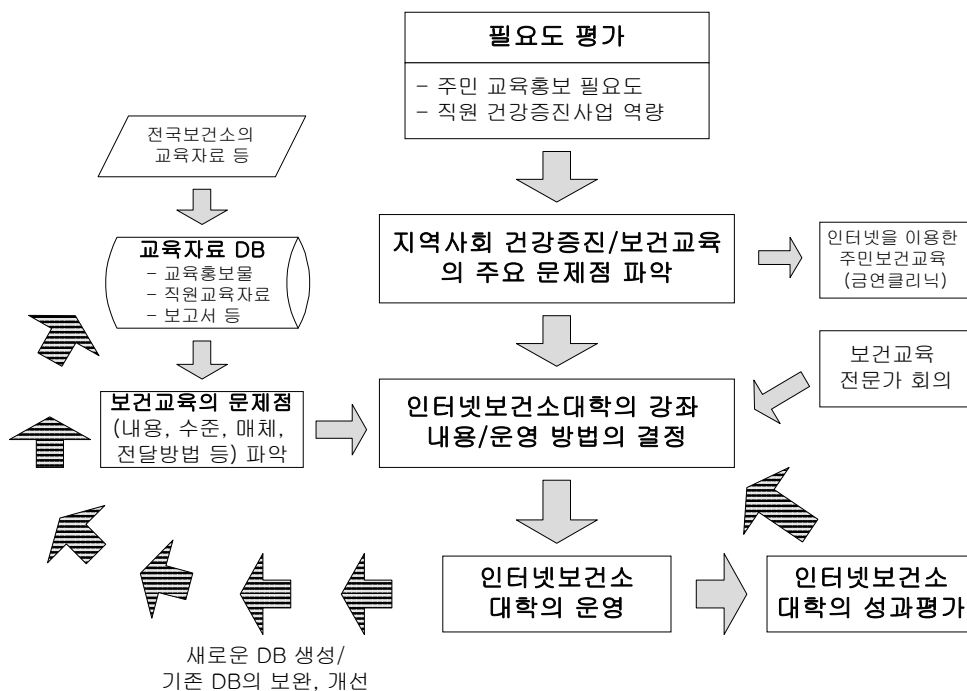 필요도 평가
- 주민 교육홍보 필요도
- 직원 건강증진사업 역량
전국보건소의
교육자료 등
교육자료 DB
- 교육홍보물
- 직원교육자료
- 보고서 등
지역사회 건강증진/보건교육
의 주요 문제점 파악
인터넷을 이용한
주민보건교육
(금연클리닉)
보건교육
전문가 회의
보건교육의 문제점
(내용, 수준, 매체,
전달방법 등) 파악
인터넷보건소대학의 강좌
내용/운영 방법의 결정
인터넷보건소
대학의 운영
인터넷보건소
대학의 성과평가
새로운 DB 생성/
기존 DB의 보완, 개선